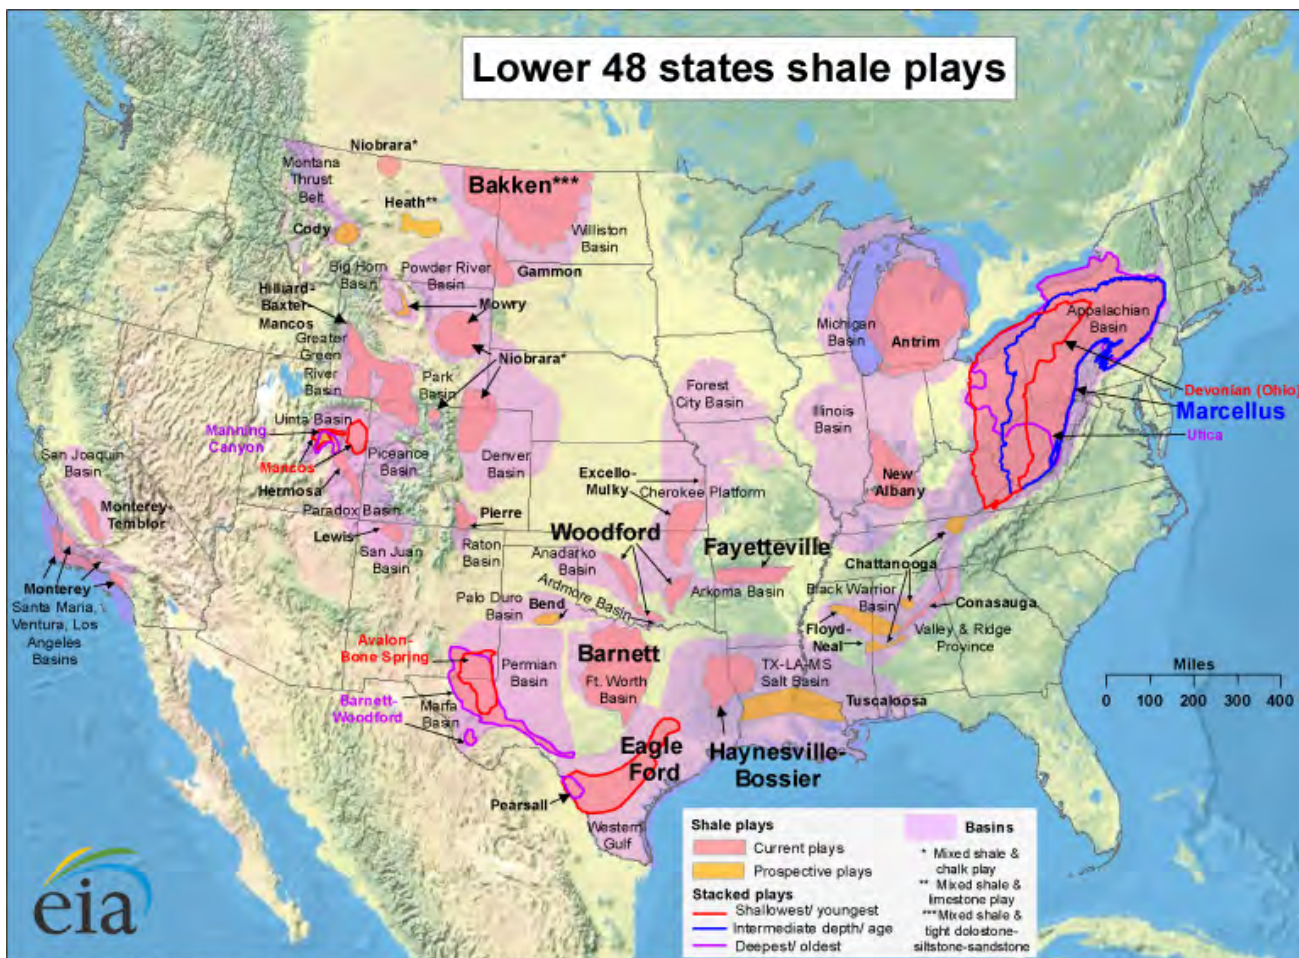 Lower 48 states shale plays
Niobrara*
Montana
Thrust
Belt
Bakken***
Heath**
Cody
Williston
Basin
Big Horn
Basin
Powder River
Basin
Gammon
Hilliard-
Baxter-
Mancos
Mowry
Greater
Green
River
Basin
Niobrara*
Park
Basin
Michigan
Basin
Antrim
Appalachian
Basin
Devonian (Ohio)
Marcellus
Utica
Forest
City Basin
Illinois
Basin
Uinta Basin
Manning
Canyon
Mancos
Piceance
Basin
Denver
Basin
San Joaquin
Basin
Hermosa
Excello-
Mulky
Cherokee Platform
New
Albany
Monterey-
Temblor
Paradox Basin
Pierre
Lewis
San Juan
Basin
Raton
Basin
Woodford
Fayetteville
Anadarko
Basin
Chattanooga
Monterey
Santa Maria,
Ventura, Los
Angeles
Basins
Palo Duro
Basin
Bend
Ardmore Basin
Arkoma Basin
Black Warrior
Basin
Conasauga
Floyd-
Neal
Valley & Ridge
Province
Avalon-
Bone Spring
Permian
Basin
Barnett
Ft. Worth
Basin
TX-LA-MS
Salt Basin
Tuscaloosa
Barnett-
Woodford
Marfa
Basin
Eagle
Ford
Haynesville-
Bossier
Pearsall
Western
Gulf
Miles
0 100 200 300 400
Shale plays
Current plays
Prospective plays
Stacked plays
Shallowest/ youngest
Intermediate depth/ age
Deepest/ oldest
Basins
* Mixed shale &
chalk play
** Mixed shale &
limestone play
***Mixed shale &
tight dolostone-
siltstone-sandstone
eia